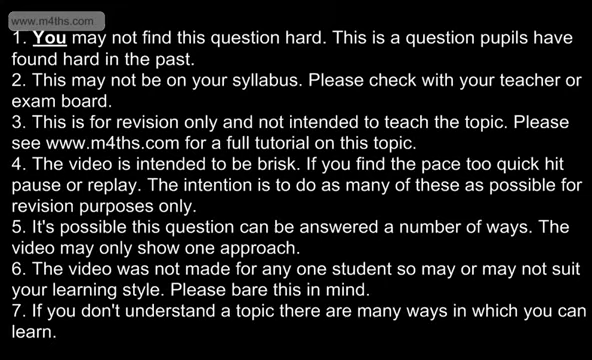 www.m4ths.com
1. You may not find this question hard. This is a question pupils have
found hard in the past.
2. This may not be on your syllabus. Please check with your teacher or
exam board.
3. This is for revision only and not intended to teach the topic. Please
see www.m4ths.com for a full tutorial on this topic.
4. The video is intended to be brisk. If you find the pace too quick hit
pause or replay. The intention is to do as many of these as possible for
revision purposes only.
5. It's possible this question can be answered a number of ways. The
video may only show one approach.
6. The video was not made for any one student so may or may not suit
your learning style. Please bare this in mind.
7. If you don't understand a topic there are many ways in which you can
learn.